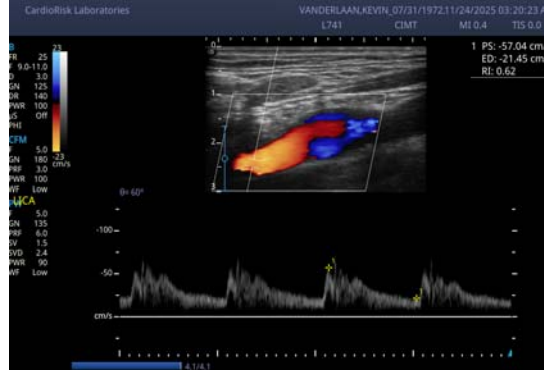 CardioRisk Laboratories
VANDERLAAN,KEVIN_07/31/1972,11/24/2025 03:20:23 A
L741 CIMT MI 0.4 TIS 0.0
B
FR 25
F 9.0-11.0
D 3.0
GN 125
DR 140
PWR 100
µS Off
PHI
23
-23
cm/s
CFM
F 5.0
GN 180
PRF 3.0
PWR 100
WF Low
LICA
F 5.0
GN 135
PRF 6.0
SV 1.5
SVD 2.4
PWR 90
WF Low
0
1
2
3
1 PS: -57.04 cm/
ED: -21.45 cm/
RI: 0.62
θ= 60°
-100
-50
cm/s
4.1/4.1